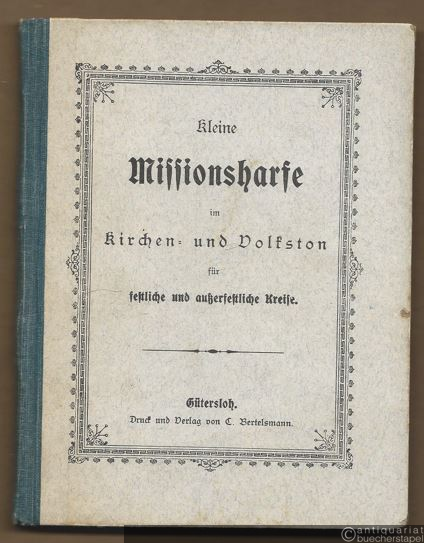 Kleine
Missionsharfe
im
Kirchen- und Volkston
für
festliche und außerfestliche Kreise.
Gütersloh.
Druck und Verlag von C. Bertelsmann.
© antiquariat
buecherstapel